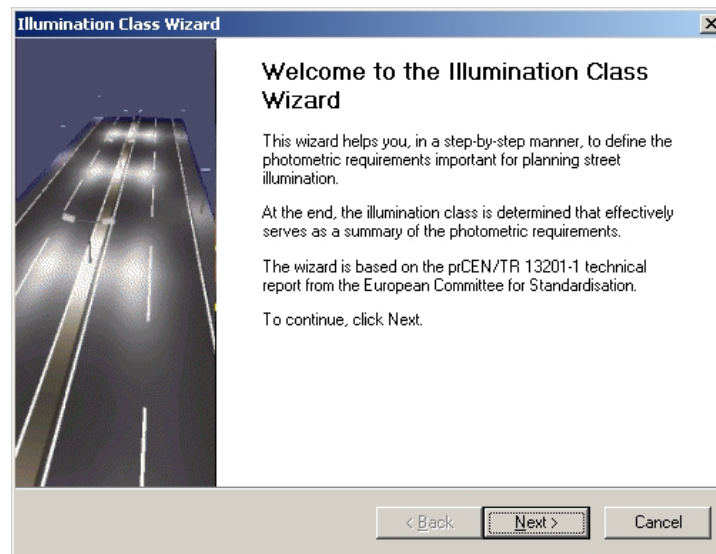 Illumination Class Wizard
Welcome to the Illumination Class
Wizard
This wizard helps you, in a step-by-step manner, to define the
photometric requirements important for planning street
illumination.
At the end, the illumination class is determined that effectively
serves as a summary of the photometric requirements.
The wizard is based on the prCEN/TR 13201-1 technical
report from the European Committee for Standardisation.
To continue, click Next.
< Back
Next >
Cancel